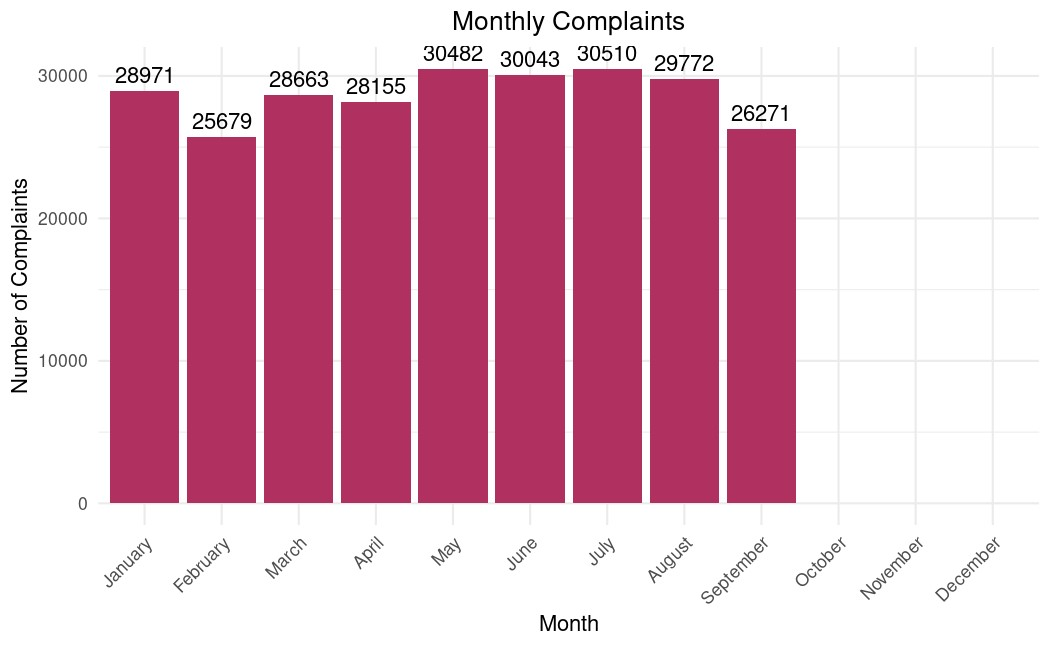 Monthly Complaints
Number of Complaints
30000
20000
10000
0
28971
25679
28663
28155
30482
30043
30510
29772
26271
January
February
March
April
May
June
July
August
September
October
November
December
Month